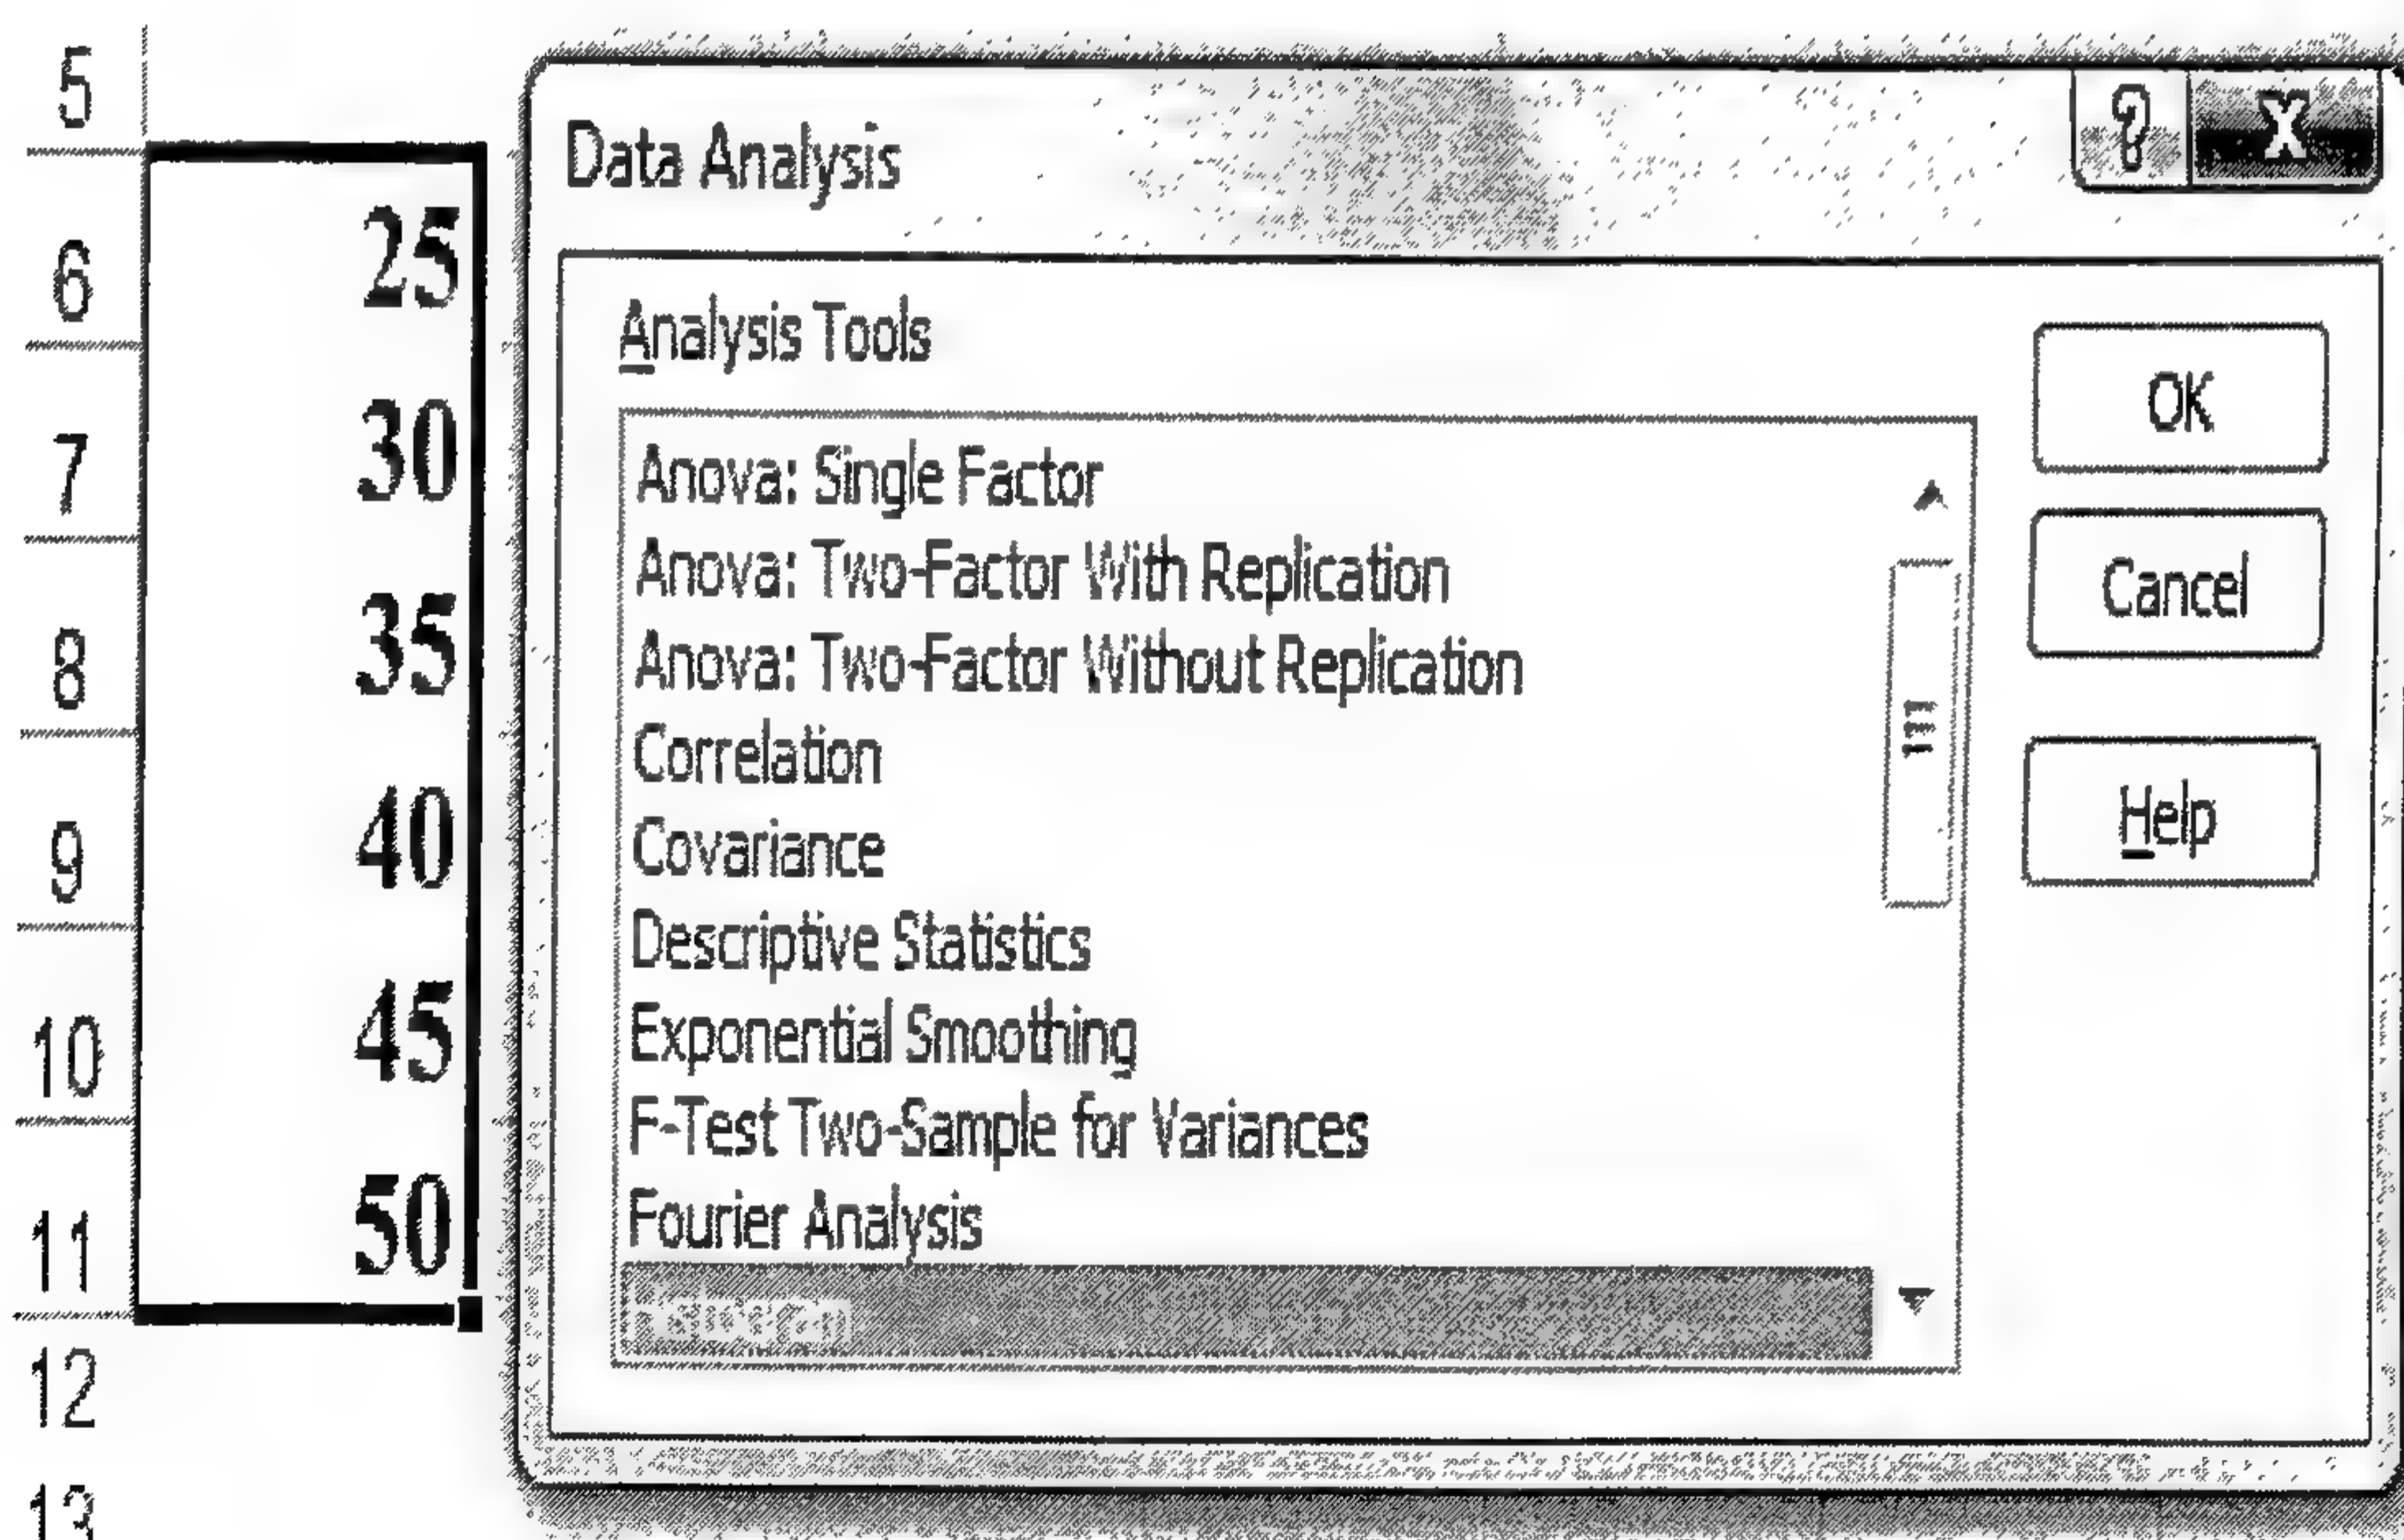 5
6 25
7 30
8 35
9 40
10 45
11 50
12
13
Data Analysis
? X
Analysis Tools
Anova: Single Factor
Anova: Two-Factor With Replication
Anova: Two-Factor Without Replication
Correlation
Covariance
Descriptive Statistics
Exponential Smoothing
F-Test Two-Sample for Variances
Fourier Analysis
OK
Cancel
Help